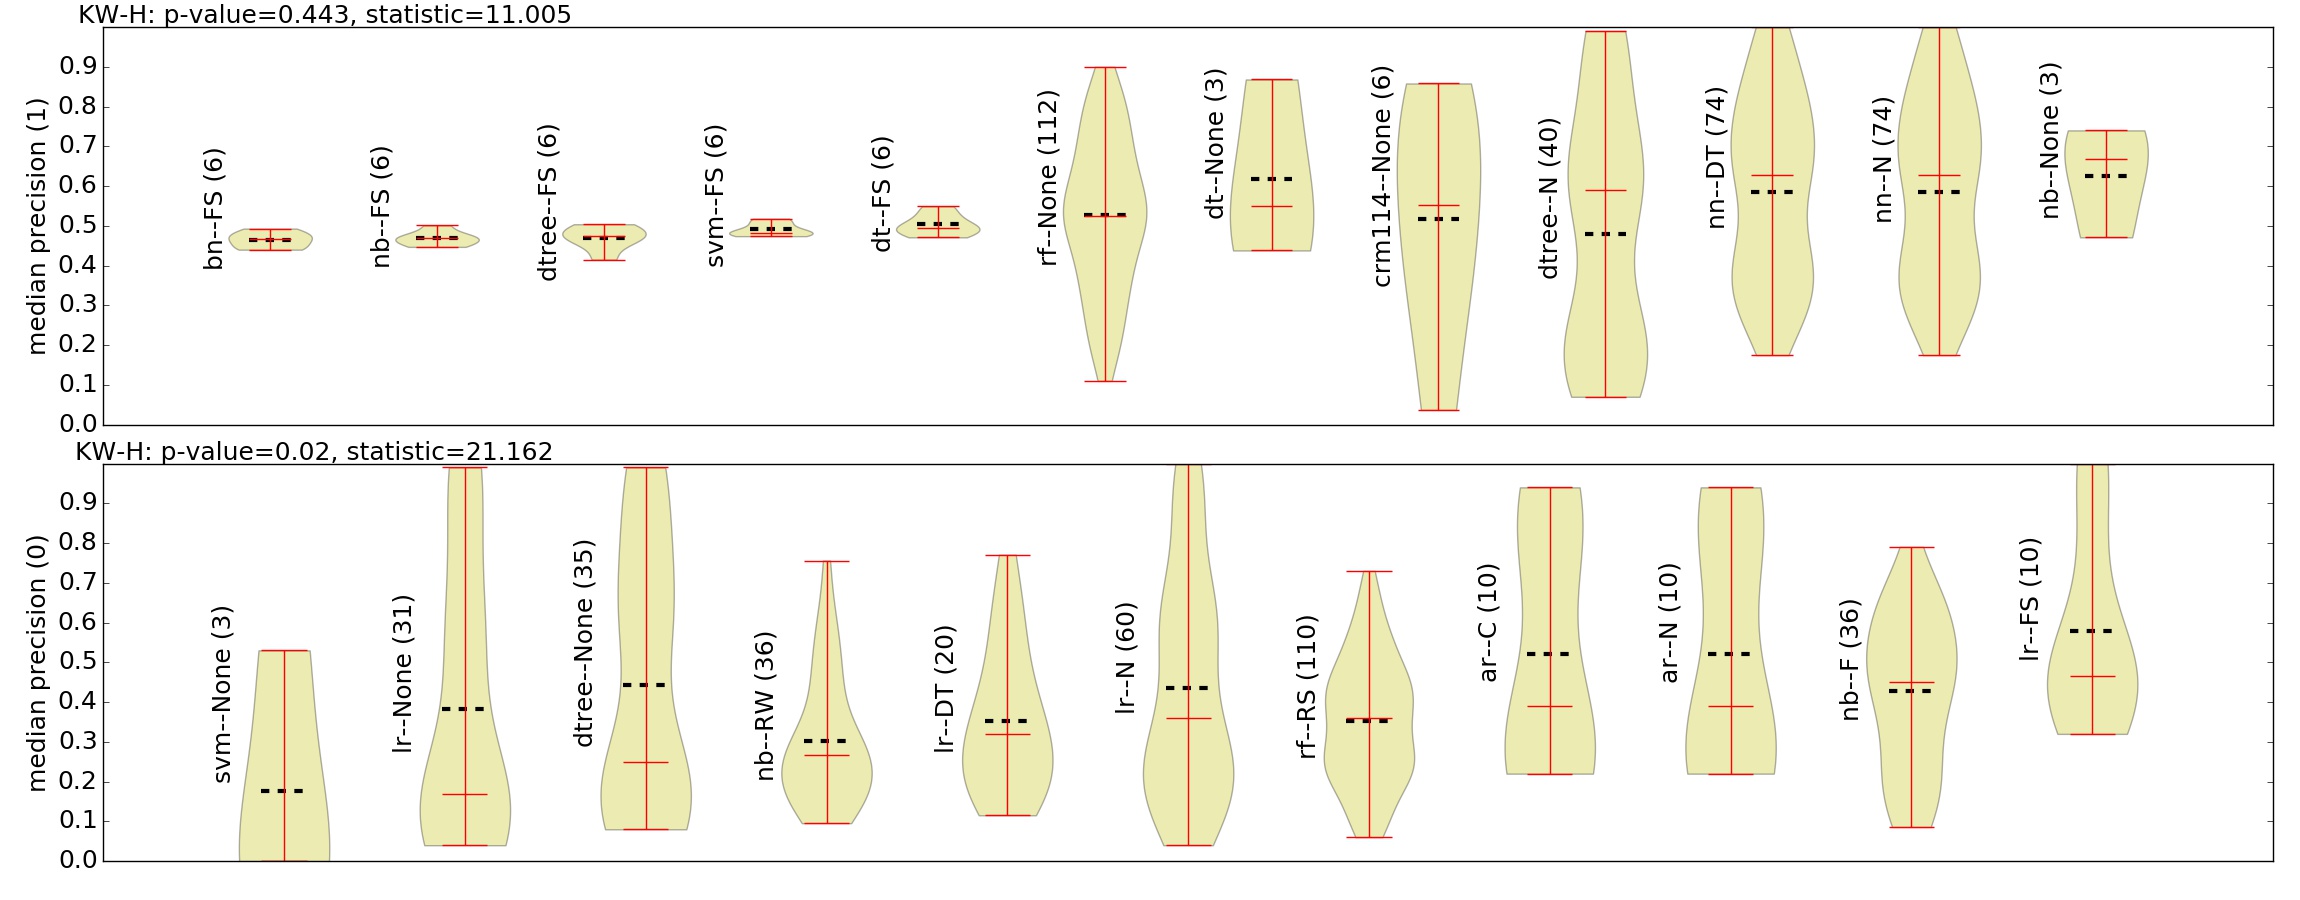 KW-H: p-value=0.443, statistic=11.005
median precision (1)
0.9
0.8
0.7
0.6
0.5
0.4
0.3
0.2
0.1
0.0
bn--FS (6)
nb--FS (6)
dtree--FS (6)
svm--FS (6)
dt--FS (6)
rf--None (112)
dt--None (3)
crm114--None (6)
dtree--N (40)
nn--DT (74)
nn--N (74)
nb--None (3)
KW-H: p-value=0.02, statistic=21.162
median precision (0)
0.9
0.8
0.7
0.6
0.5
0.4
0.3
0.2
0.1
0.0
svm--None (3)
lr--None (31)
dtree--None (35)
nb--RW (36)
lr--DT (20)
lr--N (60)
rf--RS (110)
ar--C (10)
ar--N (10)
nb--F (36)
lr--FS (10)